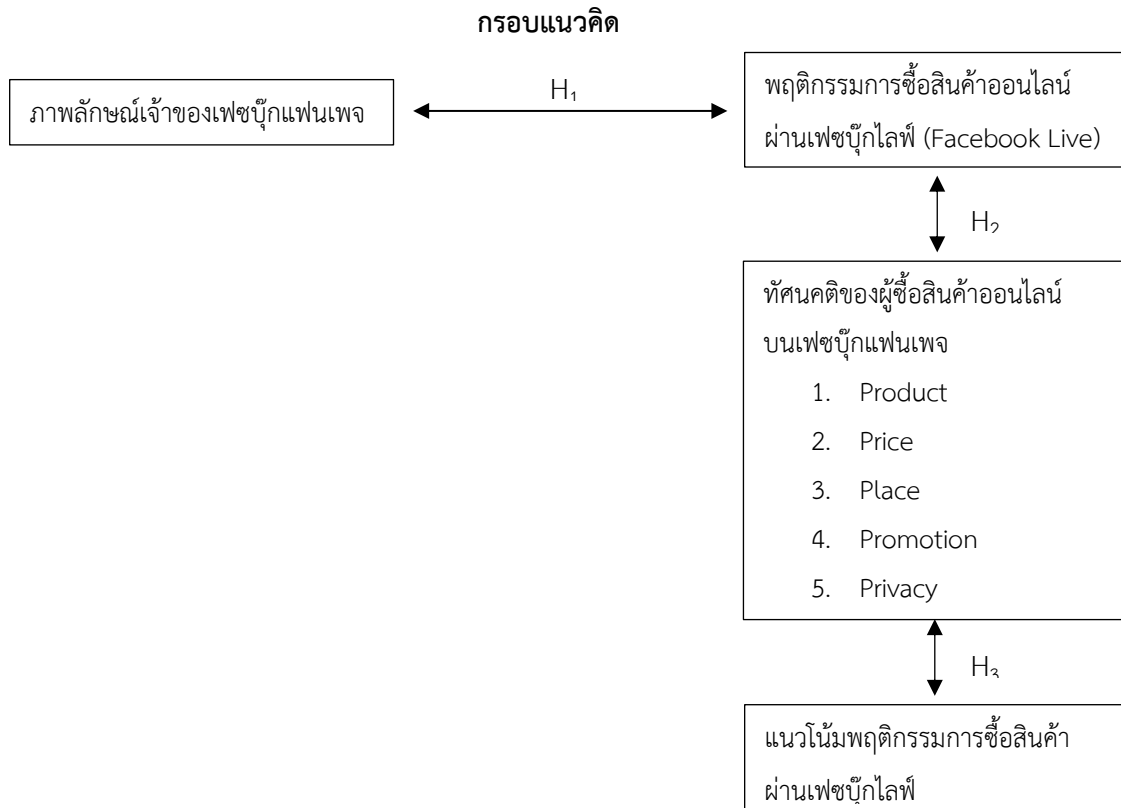 กรอบแนวคิด
ภาพลักษณ์เจ้าของเฟซบุ๊กแฟนเพจ
H₁
พฤติกรรมการซื้อสินค้าออนไลน์
ผ่านเฟซบุ๊กไลฟ์ (Facebook Live)
H₂
ทัศนคติของผู้ซื้อสินค้าออนไลน์
บนเฟซบุ๊กแฟนเพจ
1. Product
2. Price
3. Place
4. Promotion
5. Privacy
H₃
แนวโน้มพฤติกรรมการซื้อสินค้า
ผ่านเฟซบุ๊กไลฟ์